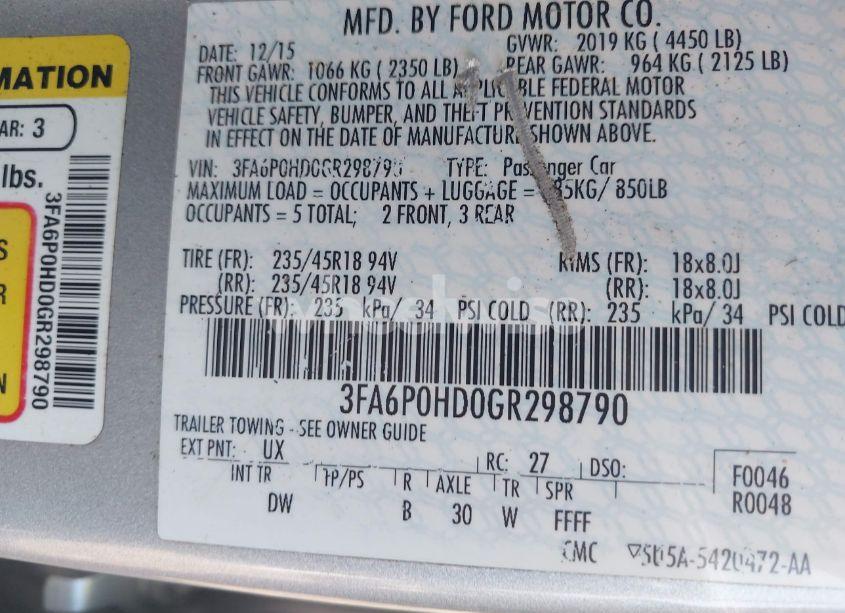 MATION
AR: 3
lbs.
S
R
N
3FA6P0HD0GR298790
MFD. BY FORD MOTOR CO.
DATE: 12/15 GVWR: 2019 KG ( 4450 LB)
FRONT GAWR: 1066 KG ( 2350 LB) REAR GAWR: 964 KG ( 2125 LB)
THIS VEHICLE CONFORMS TO ALL APPLICABLE FEDERAL MOTOR
VEHICLE SAFETY, BUMPER, AND THEFT PREVENTION STANDARDS
IN EFFECT ON THE DATE OF MANUFACTURE SHOWN ABOVE.
VIN: 3FA6P0HD0GR298790 TYPE: Passenger Car
MAXIMUM LOAD = OCCUPANTS + LUGGAGE = 85KG/ 850LB
OCCUPANTS = 5 TOTAL; 2 FRONT, 3 REAR
TIRE (FR): 235/45R18 94V RIMS (FR): 18x8.0J
(RR): 235/45R18 94V (RR): 18x8.0J
PRESSURE (FR): 235 kPa/ 34 PSI COLD (RR): 235 kPa/ 34 PSI COLD
3FA6P0HD0GR298790
TRAILER TOWING - SEE OWNER GUIDE
EXT PNT: UX RC: 27 DSO:
INT TR TP/PS R AXLE TR SPR
DW B 30 W FFFF
F0046
R0048
CMC